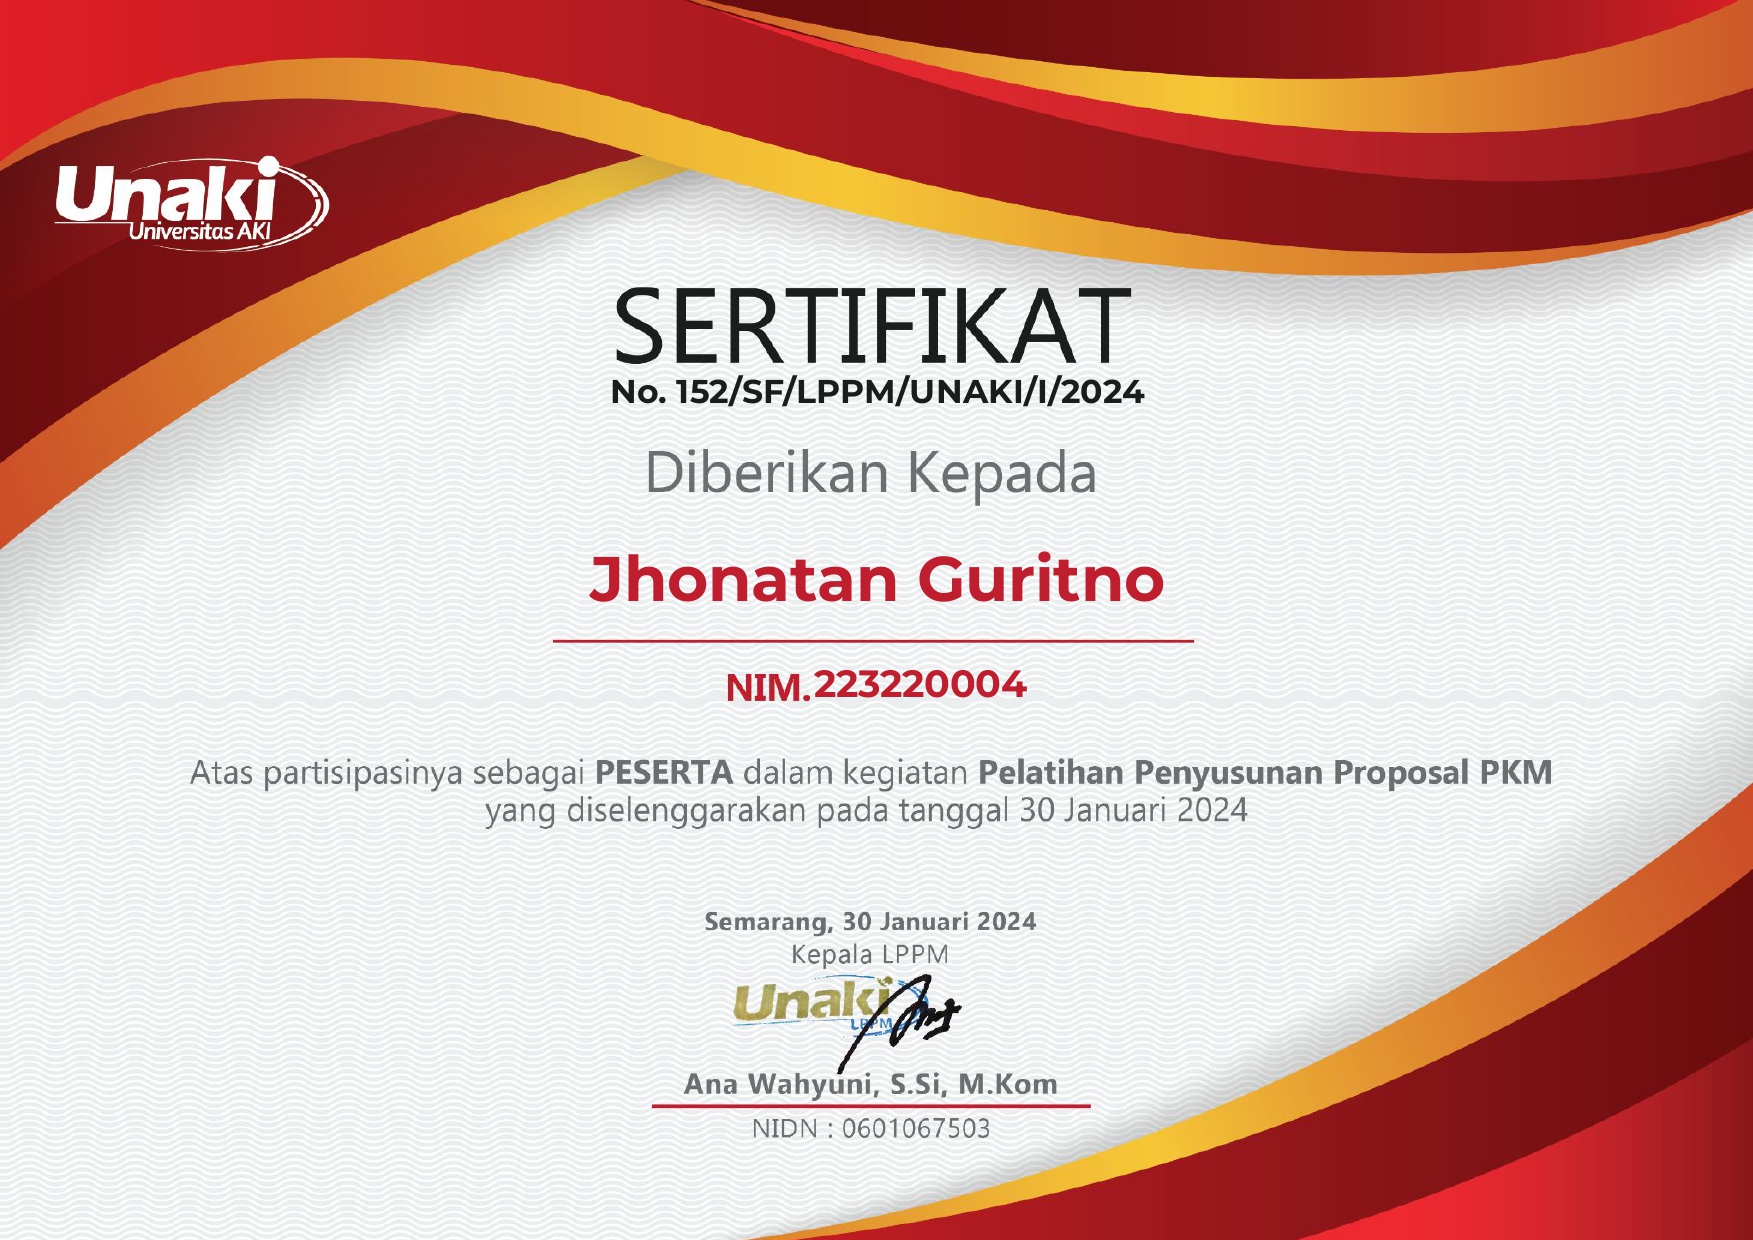 Unaki
Universitas AKI
SERTIFIKAT
No. 152/SF/LPPM/UNAKI/I/2024
Diberikan Kepada
Jhonatan Guritno
NIM.223220004
Atas partisipasinya sebagai PESERTA dalam kegiatan Pelatihan Penyusunan Proposal PKM
yang diselenggarakan pada tanggal 30 Januari 2024
Semarang, 30 Januari 2024
Kepala LPPM
Unaki
LPPM
Ana Wahyuni, S.Si, M.Kom
NIDN : 0601067503